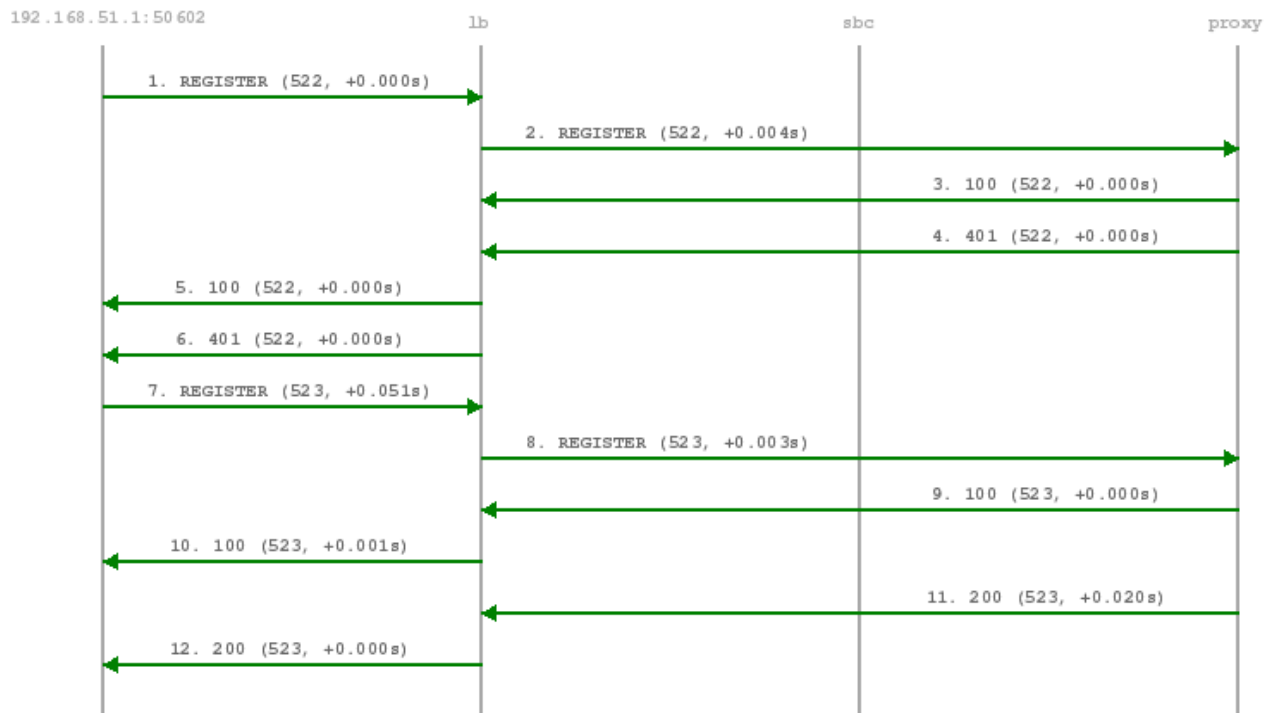 192.168.51.1:50602 lb sbc proxy
1. REGISTER (522, +0.000s)
2. REGISTER (522, +0.004s)
3. 100 (522, +0.000s)
4. 401 (522, +0.000s)
5. 100 (522, +0.000s)
6. 401 (522, +0.000s)
7. REGISTER (523, +0.051s)
8. REGISTER (523, +0.003s)
9. 100 (523, +0.000s)
10. 100 (523, +0.001s)
11. 200 (523, +0.020s)
12. 200 (523, +0.000s)